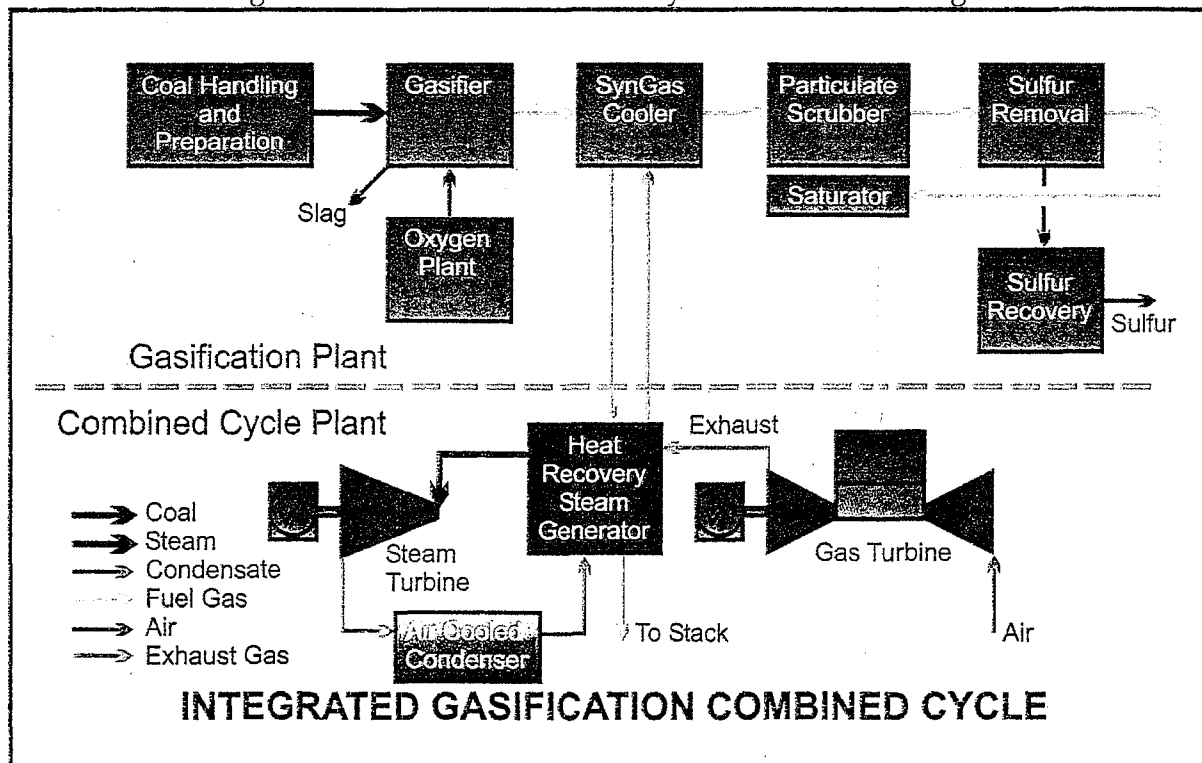 Coal Handling
and
Preparation
Gasifier
SynGas
Cooler
Particulate
Scrubber
Sulfur
Removal
Slag
Saturator
Oxygen
Plant
Sulfur
Recovery
Sulfur
Gasification Plant
Combined Cycle Plant
Heat
Recovery
Steam
Generator
Exhaust
Coal
Steam
Condensate
Fuel Gas
Air
Exhaust Gas
Steam
Turbine
Gas Turbine
Air Cooled
Condenser
To Stack
Air
INTEGRATED GASIFICATION COMBINED CYCLE